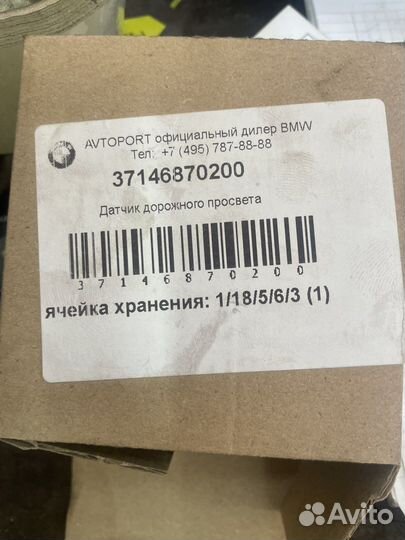 AVTOPORT официальный дилер BMW
Тел: +7 (495) 787-88-88
37146870200
Датчик дорожного просвета
37146870200
ячейка хранения: 1/18/5/6/3 (1)
Avito